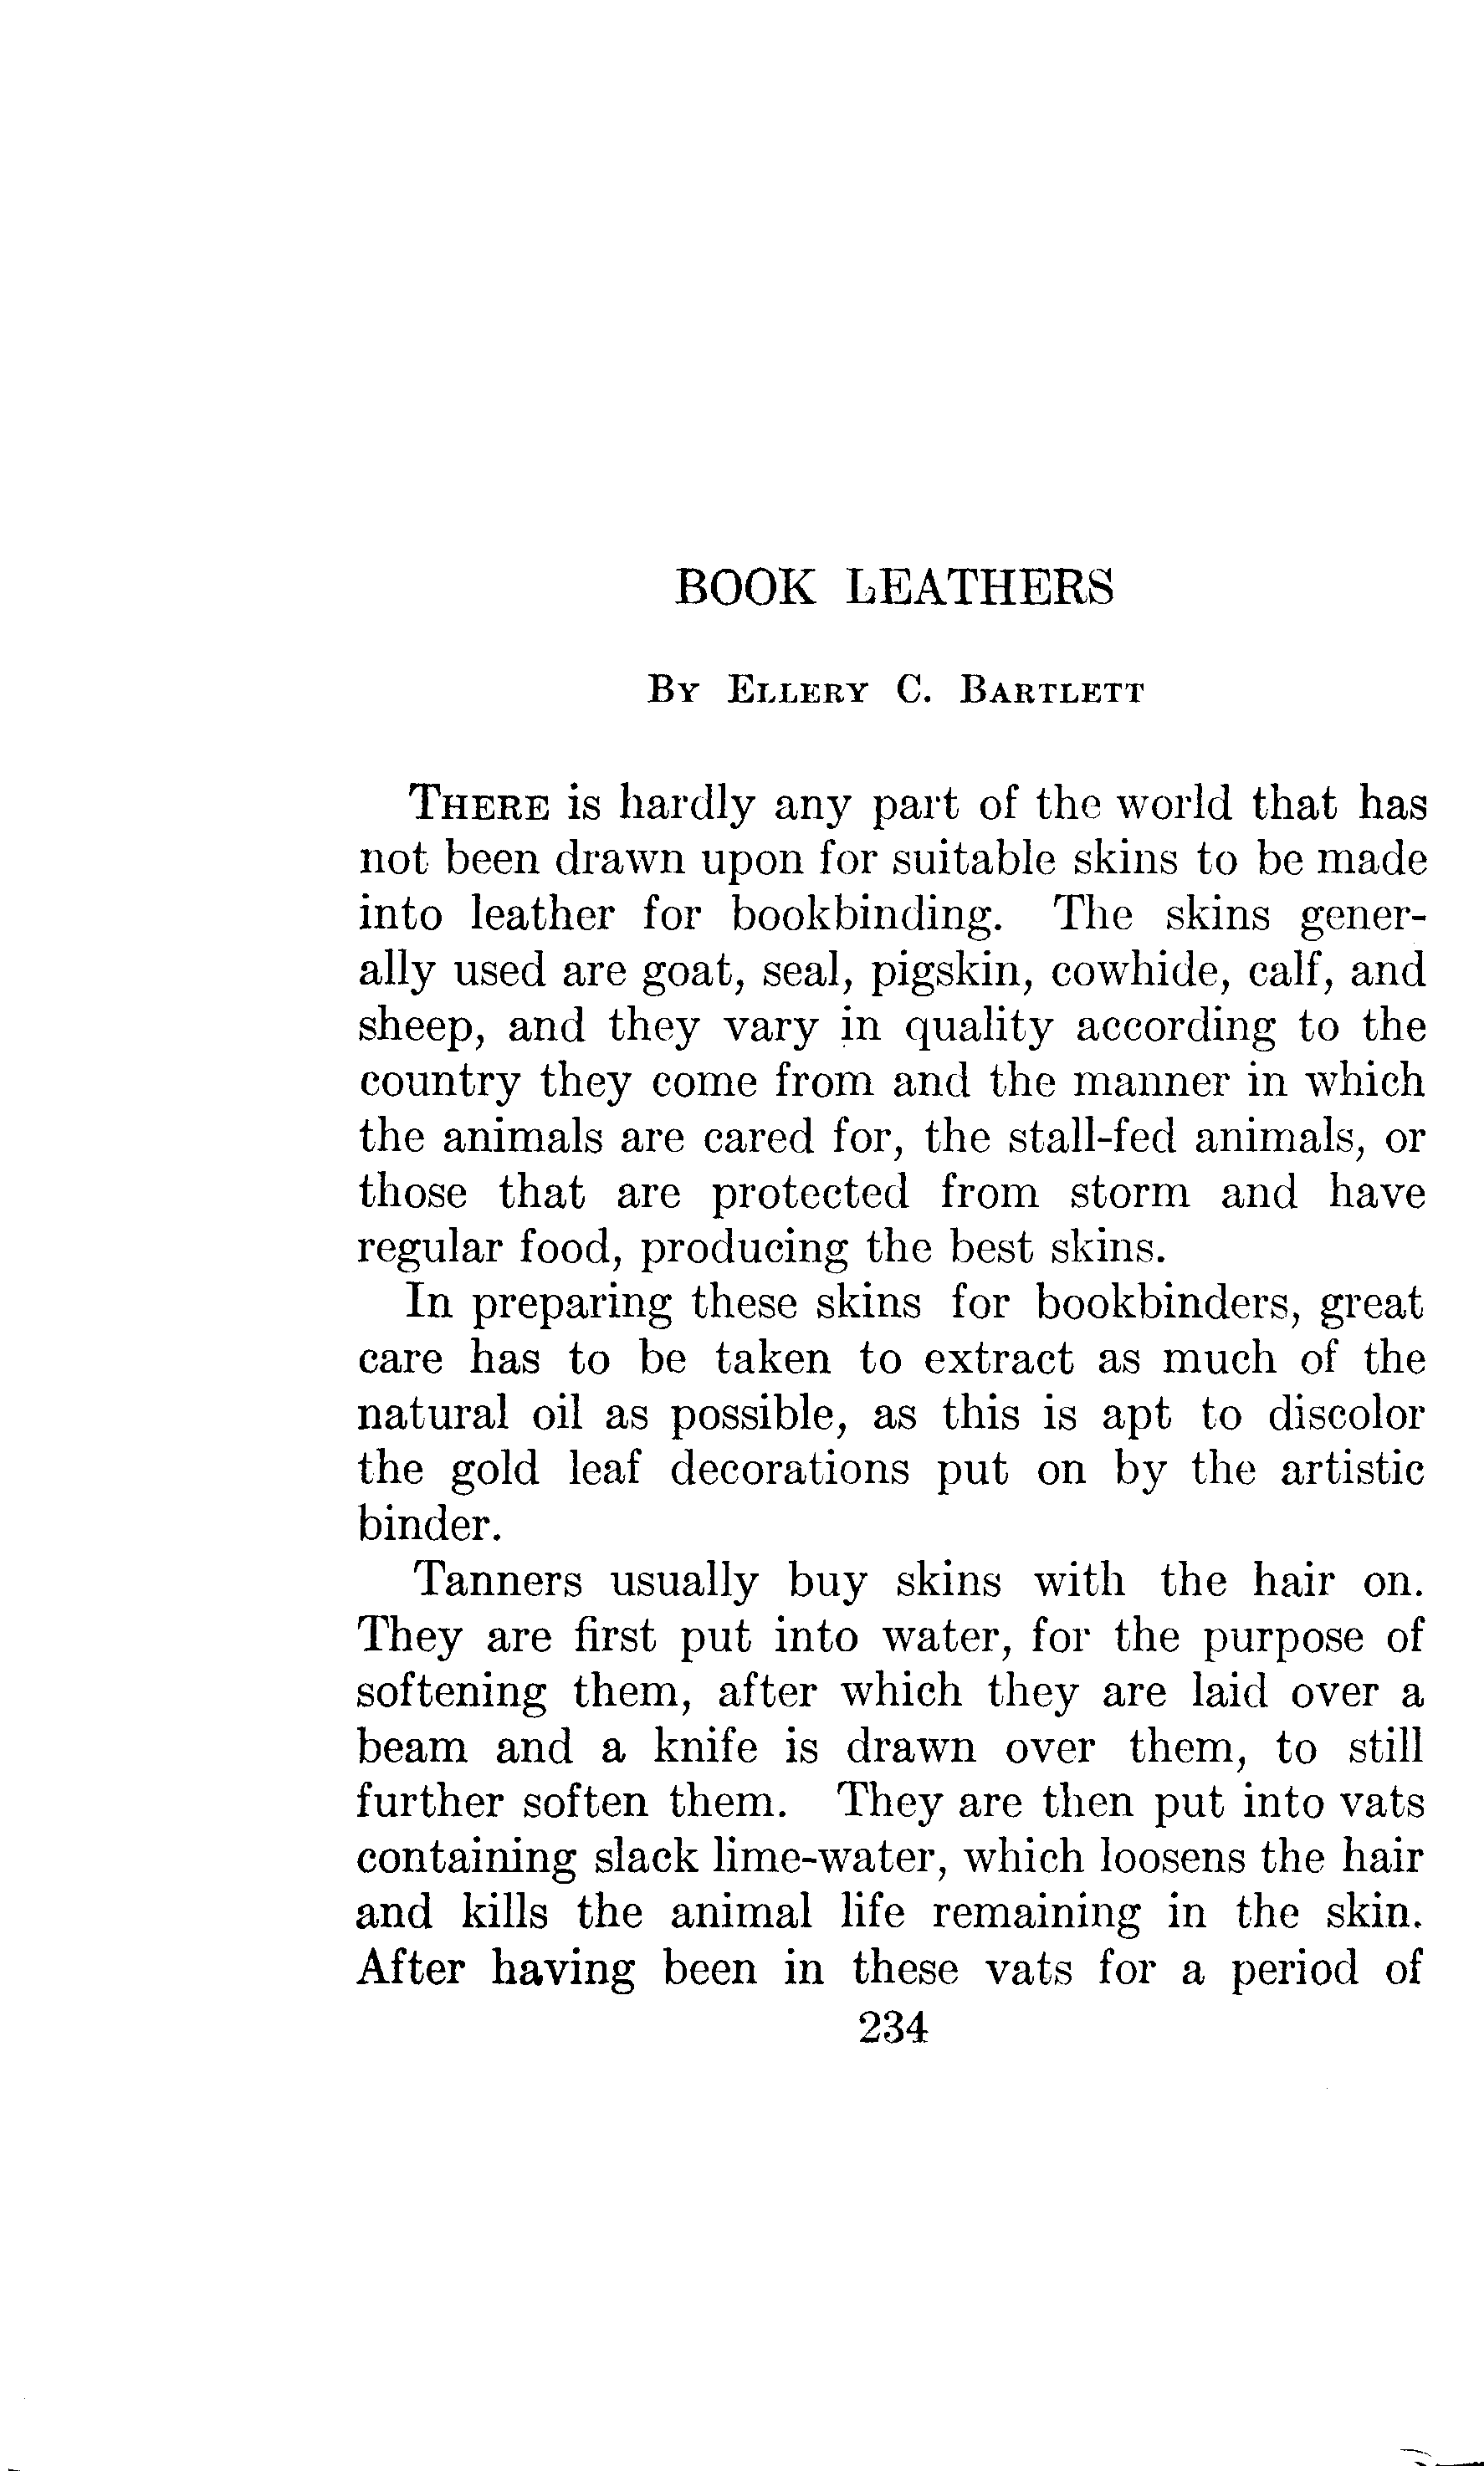 BOOK LEATHERS
By Ellery C. Bartlett
There is hardly any part of the world that has
not been drawn upon for suitable skins to be made
into leather for bookbinding. The skins gener-
ally used are goat, seal, pigskin, cowhide, calf, and
sheep, and they vary in quality according to the
country they come from and the manner in which
the animals are cared for, the stall-fed animals, or
those that are protected from storm and have
regular food, producing the best skins.
In preparing these skins for bookbinders, great
care has to be taken to extract as much of the
natural oil as possible, as this is apt to discolor
the gold leaf decorations put on by the artistic
binder.
Tanners usually buy skins with the hair on.
They are first put into water, for the purpose of
softening them, after which they are laid over a
beam and a knife is drawn over them, to still
further soften them. They are then put into vats
containing slack lime-water, which loosens the hair
and kills the animal life remaining in the skin.
After having been in these vats for a period of
234